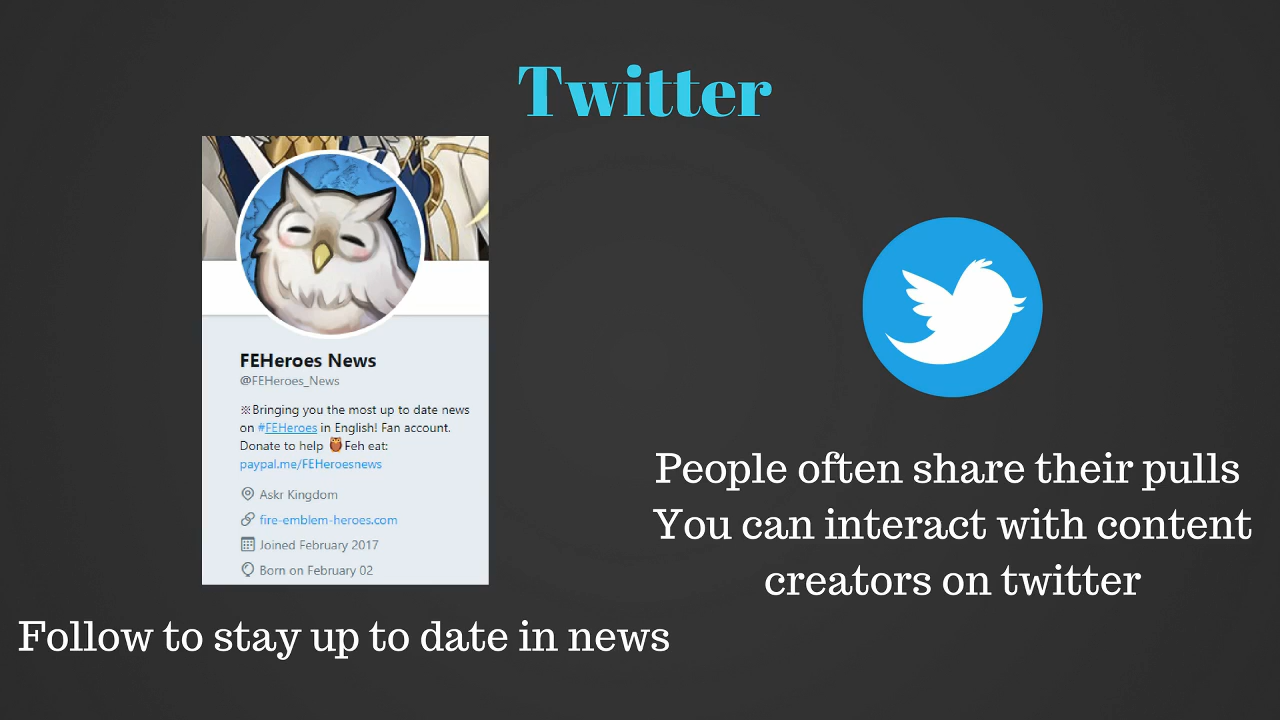 Twitter
FEHeroes News
@FEHeroes_News
※Bringing you the most up to date news
on #FEHeroes in English! Fan account.
Donate to help 🦉Feh eat:
paypal.me/FEHeroesnews
Askr Kingdom
fire-emblem-heroes.com
Joined February 2017
Born on February 02
Follow to stay up to date in news
People often share their pulls
You can interact with content
creators on twitter